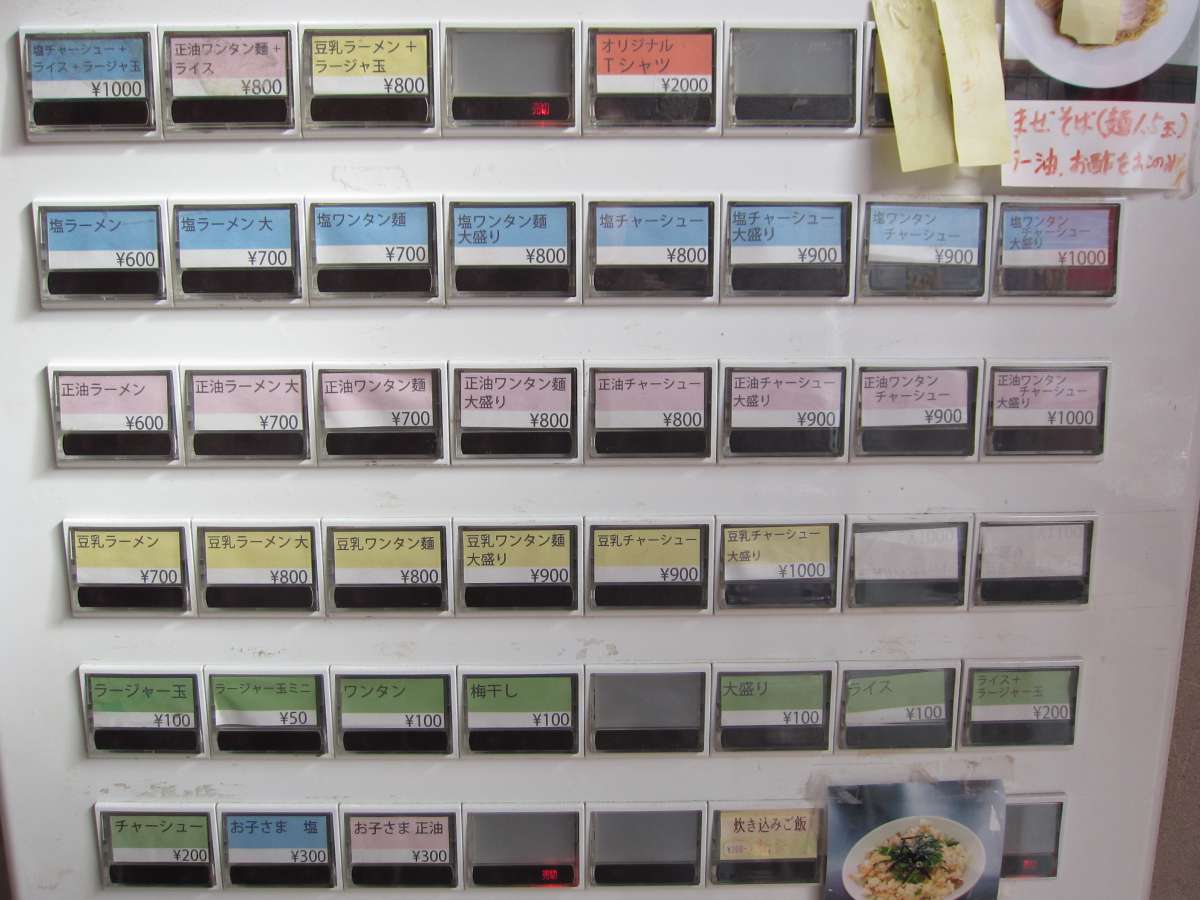 塩チャーシュー +
ライス + ラージャ玉
¥1000
正油ワンタン麺 +
ライス
¥800
豆乳ラーメン +
ラージャ玉
¥800
売切
オリジナル
Tシャツ
¥2000
まぜそば(麺1.5玉)
ラー油、お酢をお
塩ラーメン
¥600
塩ラーメン 大
¥700
塩ワンタン麺
¥700
塩ワンタン麺
大盛り
¥800
塩チャーシュー
¥800
塩チャーシュー
大盛り
¥900
塩ワンタン
チャーシュー
¥900
塩ワンタン
チャーシュー
大盛り
¥1000
正油ラーメン
¥600
正油ラーメン 大
¥700
正油ワンタン麺
¥700
正油ワンタン麺
大盛り
¥800
正油チャーシュー
¥800
正油チャーシュー
大盛り
¥900
正油ワンタン
チャーシュー
¥900
正油ワンタン
チャーシュー
大盛り
¥1000
豆乳ラーメン
¥700
豆乳ラーメン 大
¥800
豆乳ワンタン麺
¥800
豆乳ワンタン麺
大盛り
¥900
豆乳チャーシュー
¥900
豆乳チャーシュー
大盛り
¥1000
ラージャー玉
¥100
ラージャー玉ミニ
¥50
ワンタン
¥100
梅干し
¥100
大盛り
¥100
ライス
¥100
ライス +
ラージャー玉
¥200
チャーシュー
¥200
お子さま 塩
¥300
お子さま 正油
¥300
売切
炊き込みご飯
¥200-
売切